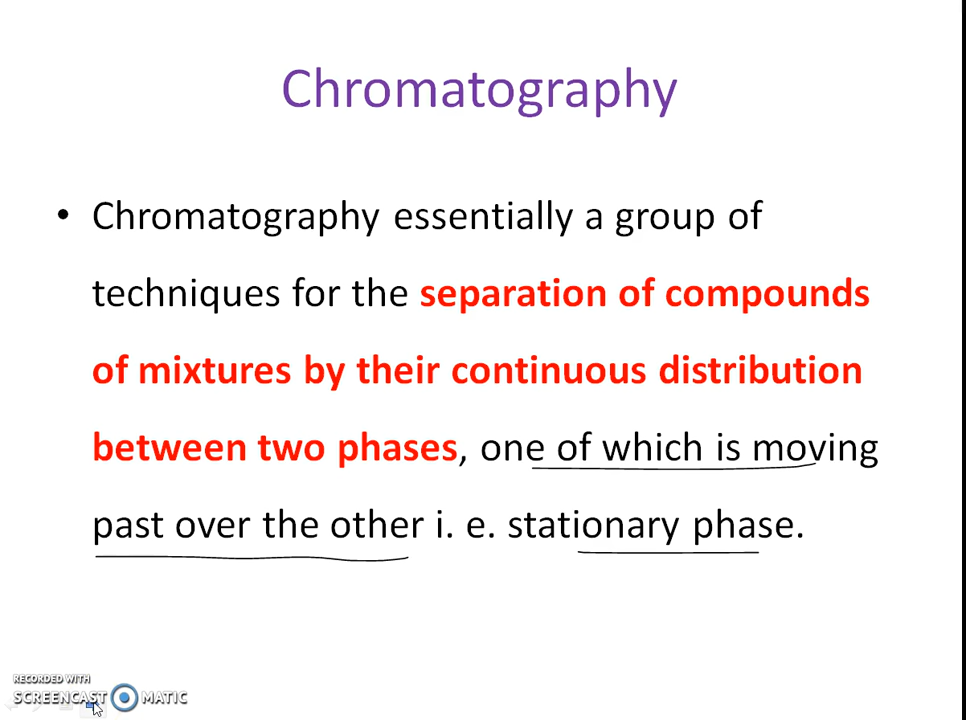 Chromatography
• Chromatography essentially a group of
techniques for the separation of compounds
of mixtures by their continuous distribution
between two phases, one of which is moving
past over the other i. e. stationary phase.
RECORDED WITH
SCREENCAST MATIC